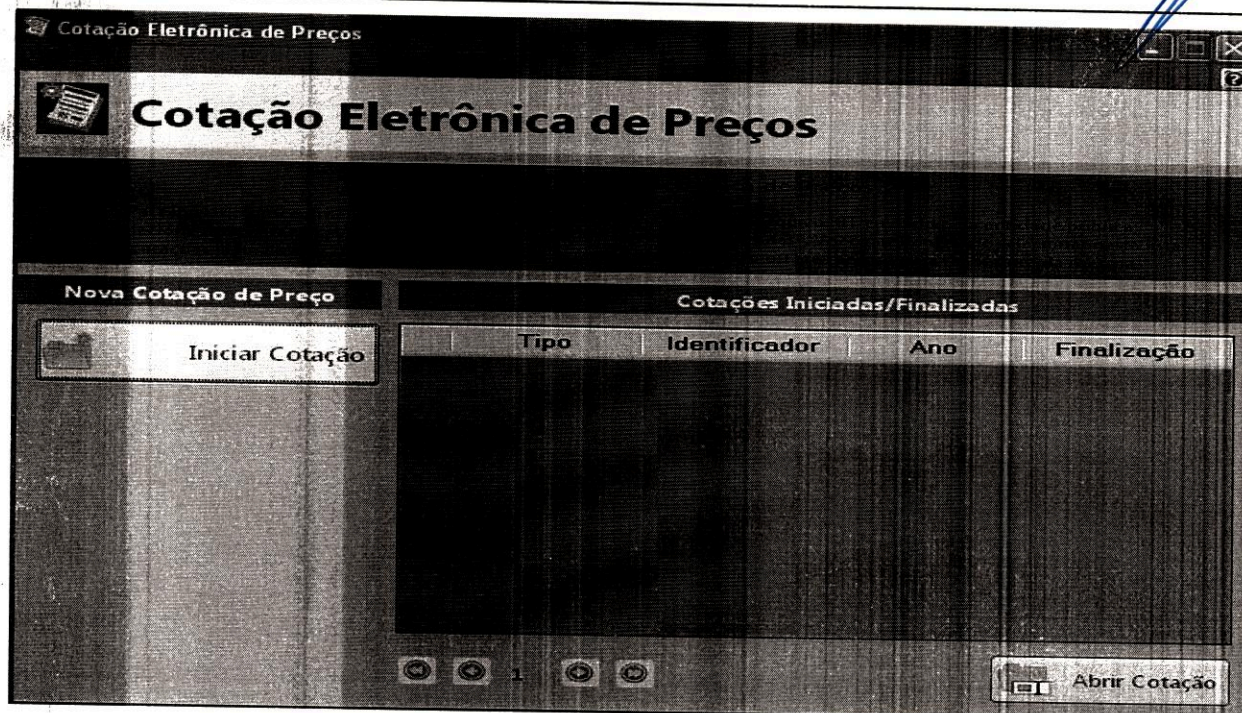 Cotação Eletrônica de Preços
Cotação Eletrônica de Preços
Nova Cotação de Preço
Iniciar Cotação
Cotações Iniciadas/Finalizadas
Tipo Identificador Ano Finalização
1
Abrir Cotação